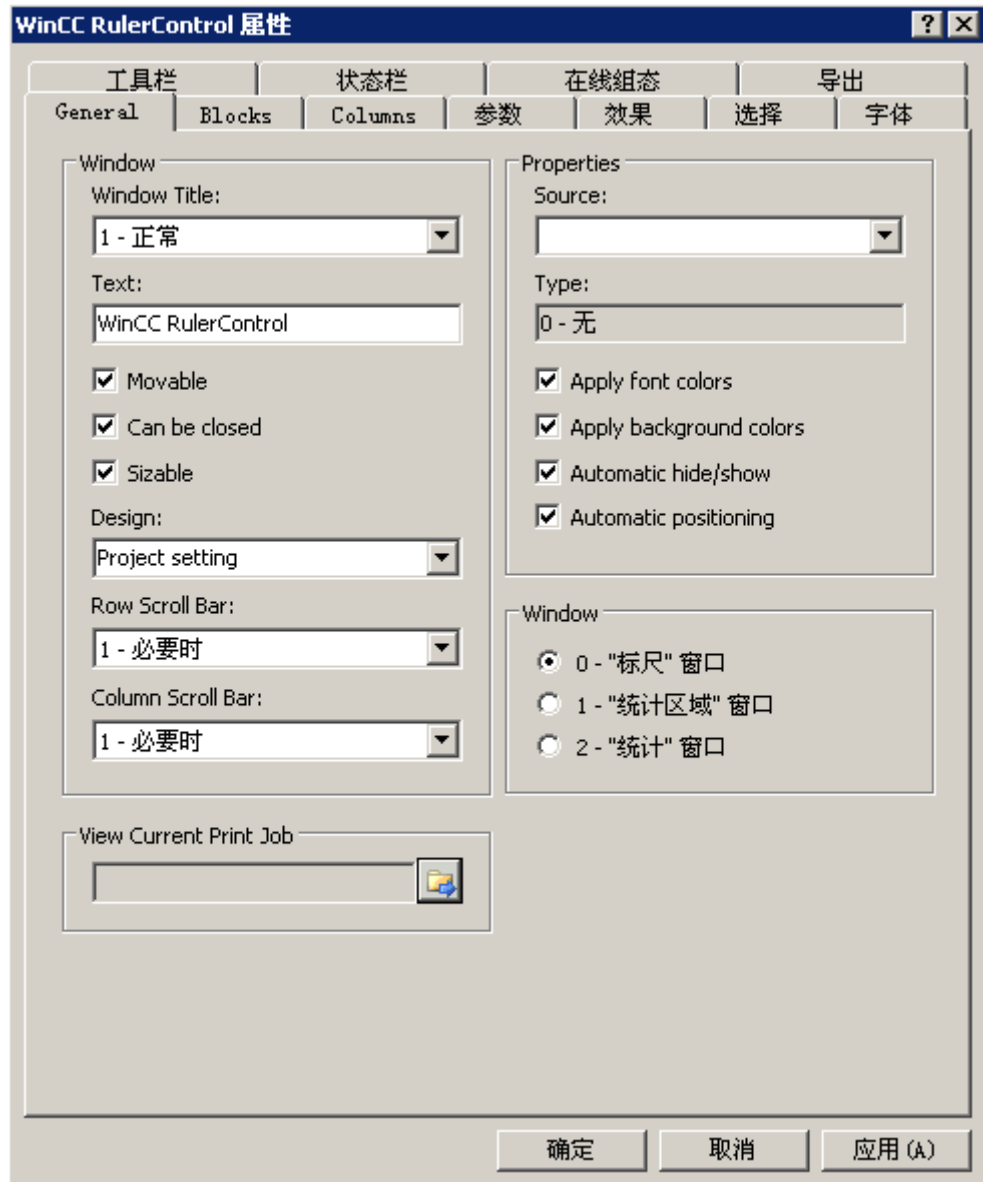 WinCC RulerControl 属性
工具栏 状态栏 在线组态 导出
General Blocks Columns 参数 效果 选择 字体
Window
Window Title:
1 - 正常
Text:
WinCC RulerControl
Movable
Can be closed
Sizable
Design:
Project setting
Row Scroll Bar:
1 - 必要时
Column Scroll Bar:
1 - 必要时
View Current Print Job
Properties
Source:
Type:
0 - 无
Apply font colors
Apply background colors
Automatic hide/show
Automatic positioning
Window
0 - "标尺" 窗口
1 - "统计区域" 窗口
2 - "统计" 窗口
确定 取消 应用(A)